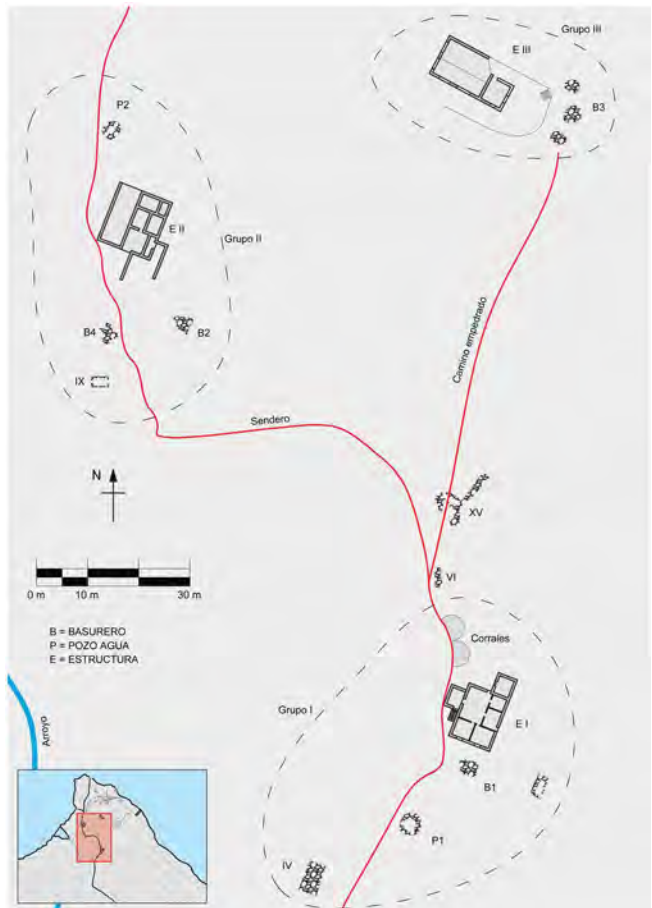 Grupo III
E III
B3
P2
E II
Grupo II
B4
B2
IX
Camino empedrado
Sendero
N
XV
VI
0 m
10 m
30 m
B = BASURERO
P = POZO AGUA
E = ESTRUCTURA
Corrales
Grupo I
E I
Arroyo
B1
P1
IV